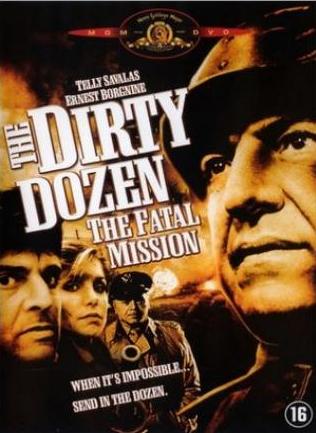 MGM DVD
TELLY SAVALAS
ERNEST BORGNINE
THE
DIRTY
DOZEN:
THE FATAL
MISSION
WHEN IT'S IMPOSSIBLE...
SEND IN THE DOZEN.
16